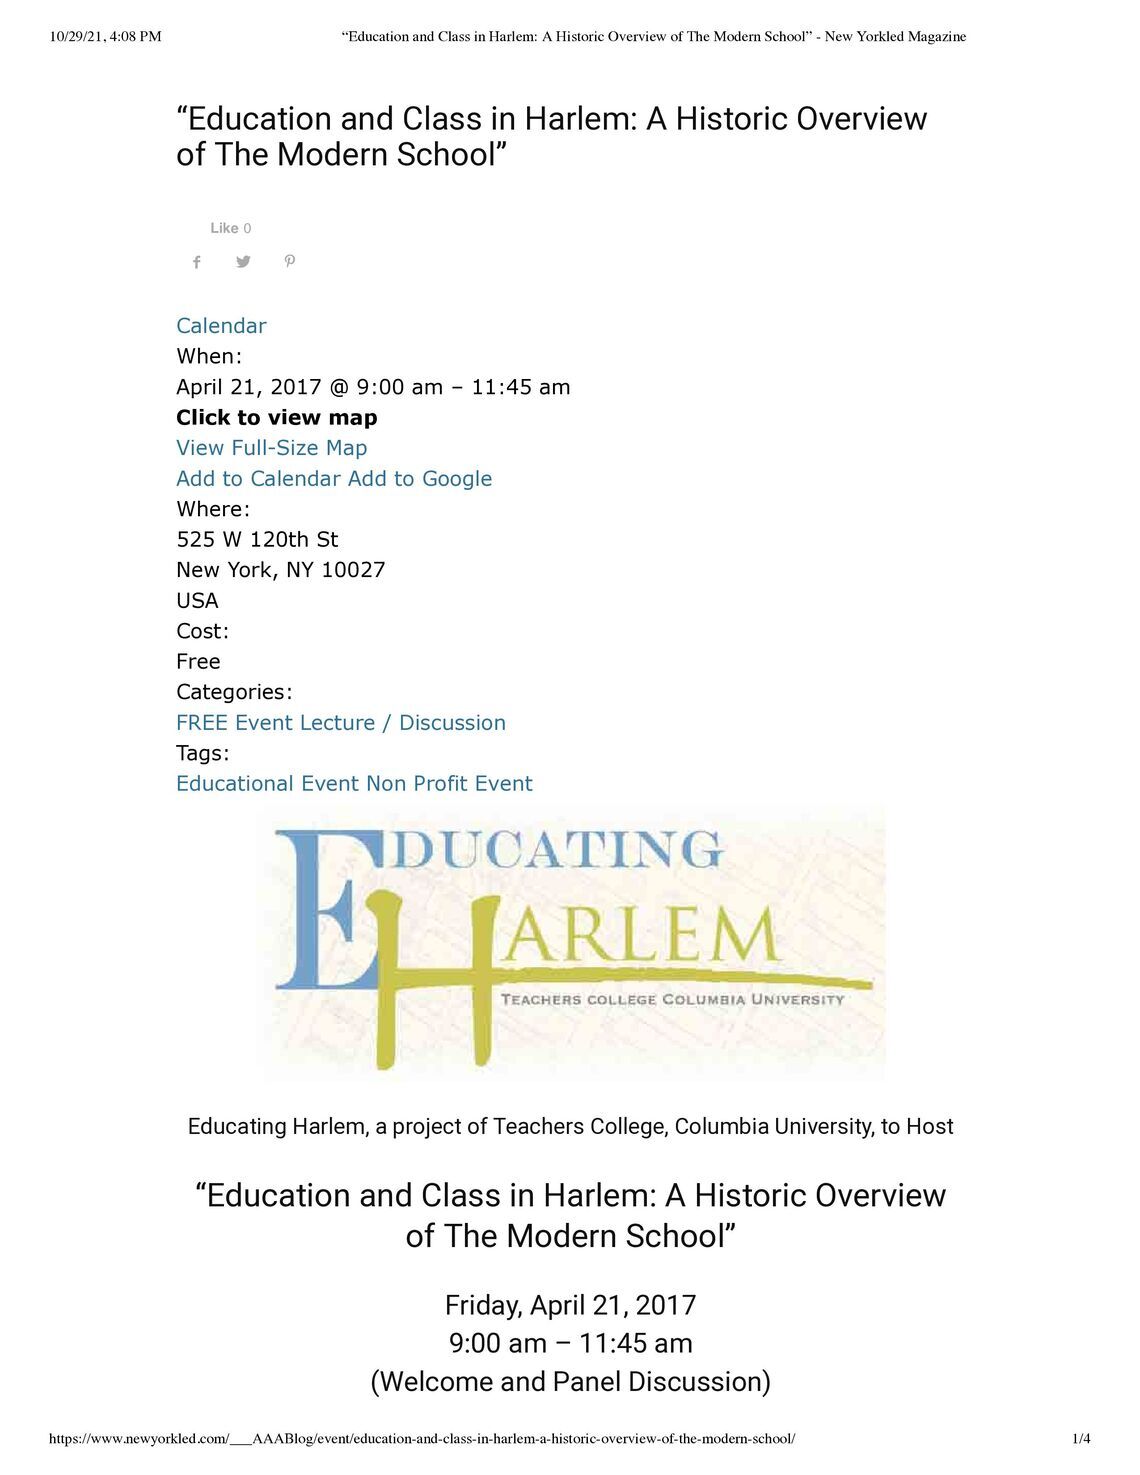 10/29/21, 4:08 PM
“Education and Class in Harlem: A Historic Overview of The Modern School” - New Yorkled Magazine
“Education and Class in Harlem: A Historic Overview
of The Modern School”
Like 0
Calendar
When:
April 21, 2017 @ 9:00 am – 11:45 am
Click to view map
View Full-Size Map
Add to Calendar Add to Google
Where:
525 W 120th St
New York, NY 10027
USA
Cost:
Free
Categories:
FREE Event Lecture / Discussion
Tags:
Educational Event Non Profit Event
EDUCATING
HARLEM
TEACHERS COLLEGE COLUMBIA UNIVERSITY
Educating Harlem, a project of Teachers College, Columbia University, to Host
“Education and Class in Harlem: A Historic Overview
of The Modern School”
Friday, April 21, 2017
9:00 am – 11:45 am
(Welcome and Panel Discussion)
https://www.newyorkled.com/___AAABlog/event/education-and-class-in-harlem-a-historic-overview-of-the-modern-school/
1/4